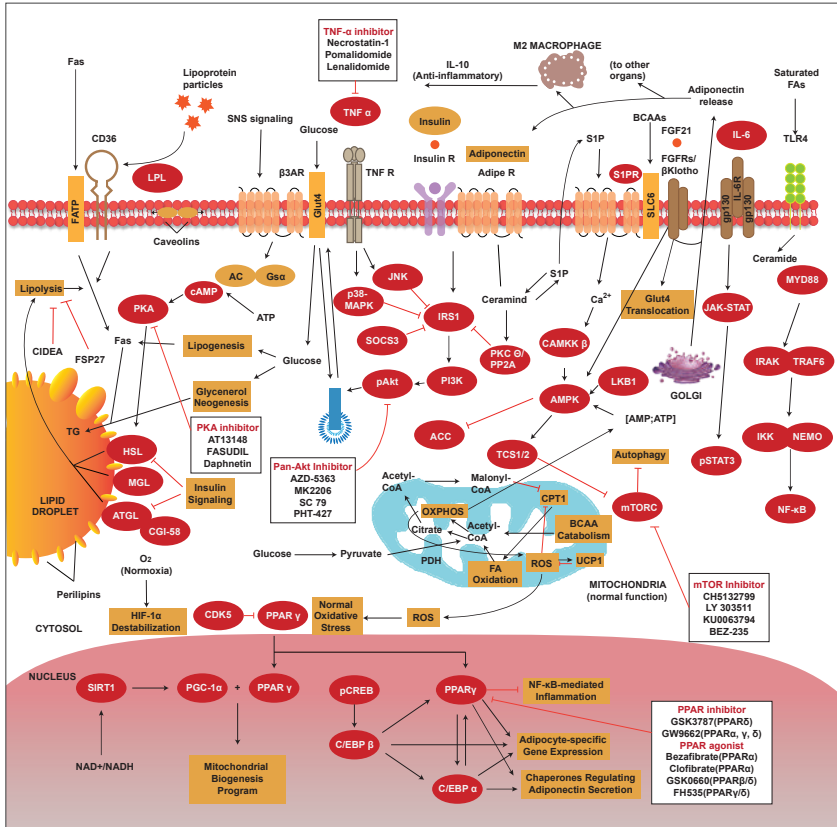 TNF-α inhibitor
Necrostatin-1
Pomalidomide
Lenalidomide
M2 MACROPHAGE
IL-10
(Anti-inflammatory)
(to other
organs)
Adiponectin
release
Saturated
FAs
Fas
Lipoprotein
particles
CD36
LPL
SNS signaling
Glucose
TNF α
Insulin
Insulin R
Adiponectin
Adipe R
S1P
S1PR
BCAAs
FGF21
FGFRs/
βKlotho
IL-6
TLR4
β3AR
TNF R
FATP
Glut4
SLC6
gp130
IL-6R
gp130
Caveolins
AC
Gsα
cAMP
ATP
PKA
Lipolysis
CIDEA
FSP27
Fas
Lipogenesis
Glucose
Glycenerol
Neogenesis
JNK
p38-
MAPK
SOCS3
IRS1
PI3K
pAkt
PKC Θ/
PP2A
Ceramind
S1P
Ca2+
CAMKK β
AMPK
LKB1
[AMP;ATP]
ACC
TCS1/2
Glut4
Translocation
GOLGI
JAK-STAT
pSTAT3
Ceramide
MYD88
IRAK
TRAF6
IKK
NEMO
NF-κB
Autophagy
mTORC
TG
HSL
MGL
ATGL
CGI-58
LIPID
DROPLET
Perilipins
PKA inhibitor
AT13148
FASUDIL
Daphnetin
Insulin
Signaling
Pan-Akt Inhibitor
AZD-5363
MK2206
SC 79
PHT-427
Acetyl-
CoA
Malonyl-
CoA
CPT1
OXPHOS
Citrate
Acetyl-
CoA
BCAA
Catabolism
PDH
FA
Oxidation
ROS
UCP1
Glucose
Pyruvate
MITOCHONDRIA
(normal function)
mTOR Inhibitor
CH5132799
LY 303511
KU0063794
BEZ-235
O2
(Normoxia)
HIF-1α
Destabilization
CDK5
PPAR γ
Normal
Oxidative
Stress
ROS
CYTOSOL
NUCLEUS
SIRT1
PGC-1α
+
PPAR γ
NAD+/NADH
Mitochondrial
Biogenesis
Program
pCREB
C/EBP β
PPARγ
C/EBP α
NF-κB-mediated
Inflammation
Adipocyte-specific
Gene Expression
Chaperones Regulating
Adiponectin Secretion
PPAR inhibitor
GSK3787(PPARδ)
GW9662(PPARα, γ, δ)
PPAR agonist
Bezafibrate(PPARα)
Clofibrate(PPARα)
GSK0660(PPARβ/δ)
FH535(PPARγ/δ)